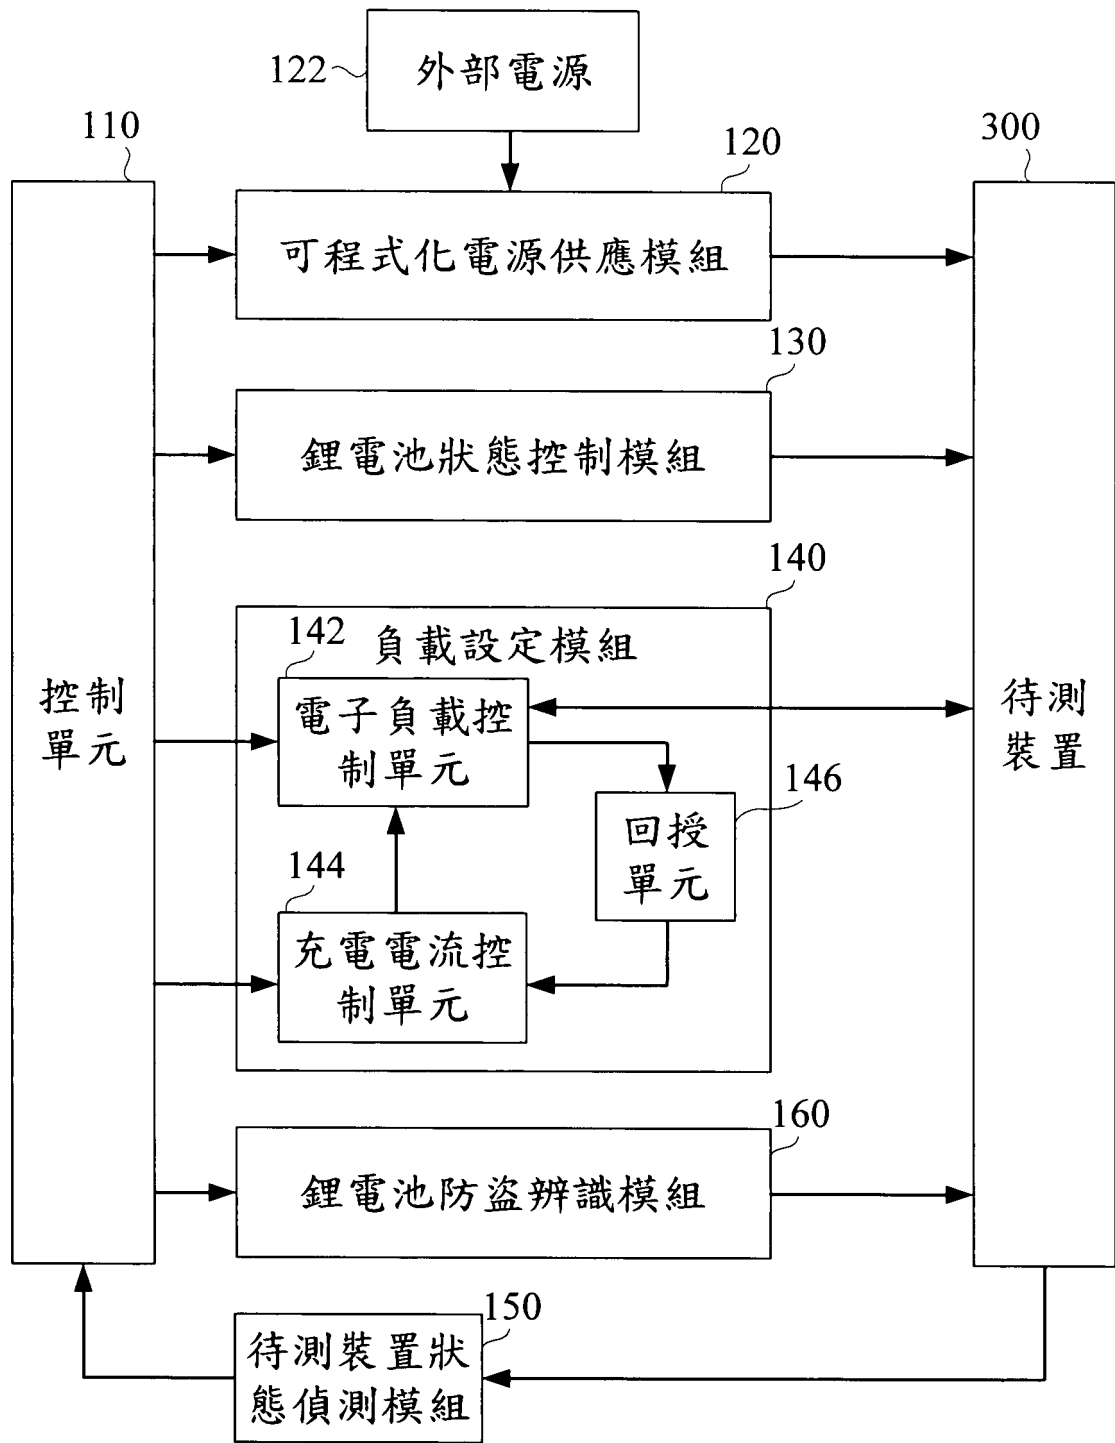 122
外部電源
110
120
300
可程式化電源供應模組
130
鋰電池狀態控制模組
140
負載設定模組
142
電子負載控
制單元
控制
單元
待測
裝置
146
回授
單元
144
充電電流控
制單元
160
鋰電池防盜辨識模組
150
待測裝置狀
態偵測模組